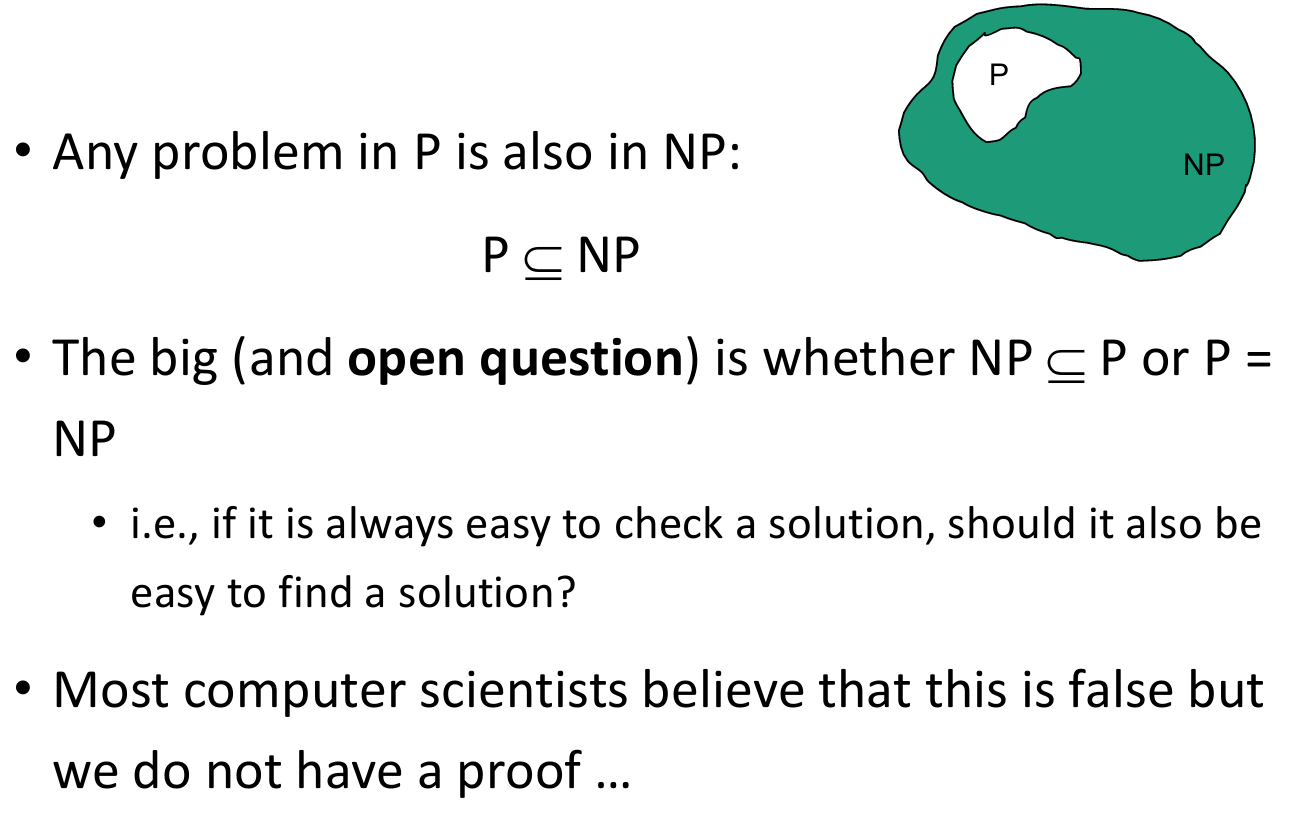 P
• Any problem in P is also in NP:
NP
P ⊆ NP
• The big (and open question) is whether NP ⊆ P or P =
NP
• i.e., if it is always easy to check a solution, should it also be
easy to find a solution?
• Most computer scientists believe that this is false but
we do not have a proof ...